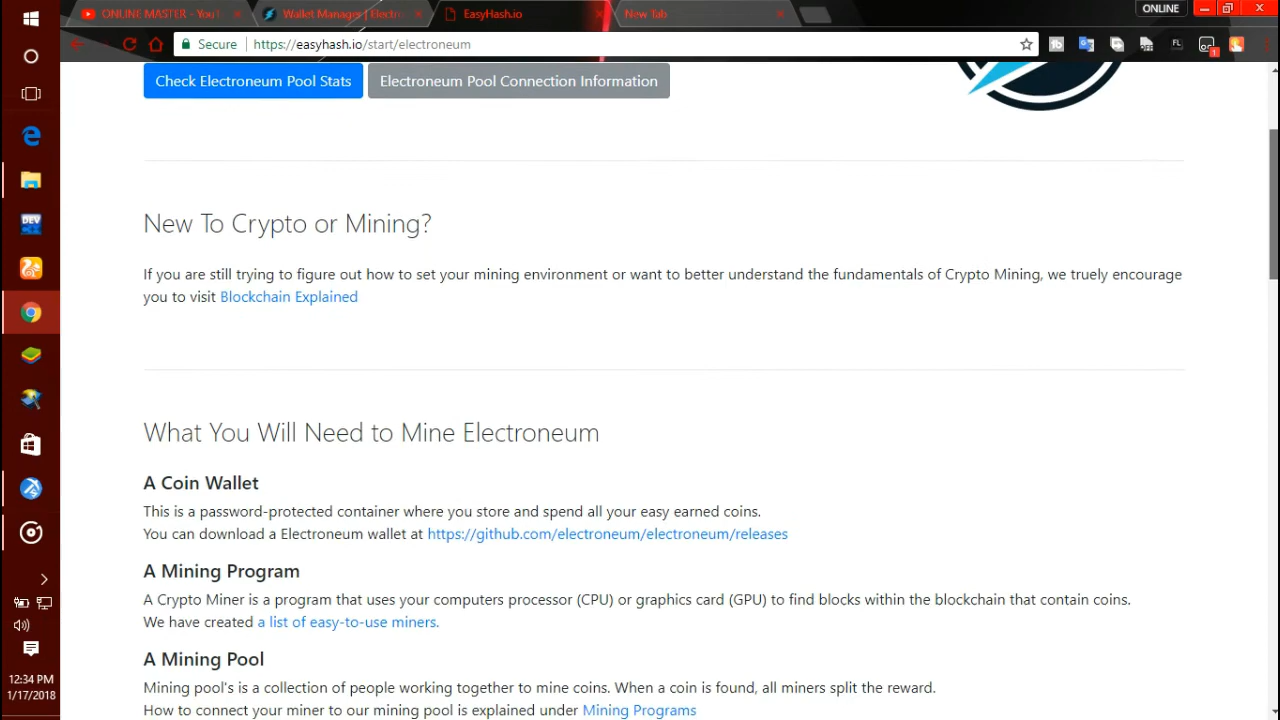 ONLINE MASTER - YouT
Wallet Manager | Electro
EasyHash.io
New Tab
ONLINE
Secure
https://easyhash.io/start/electroneum
FL
1
DEV
Check Electroneum Pool Stats
Electroneum Pool Connection Information
New To Crypto or Mining?
If you are still trying to figure out how to set your mining environment or want to better understand the fundamentals of Crypto Mining, we truely encourage
you to visit Blockchain Explained
What You Will Need to Mine Electroneum
A Coin Wallet
This is a password-protected container where you store and spend all your easy earned coins.
You can download a Electroneum wallet at https://github.com/electroneum/electroneum/releases
A Mining Program
A Crypto Miner is a program that uses your computers processor (CPU) or graphics card (GPU) to find blocks within the blockchain that contain coins.
We have created a list of easy-to-use miners.
A Mining Pool
Mining pool's is a collection of people working together to mine coins. When a coin is found, all miners split the reward.
How to connect your miner to our mining pool is explained under Mining Programs
12:34 PM
1/17/2018